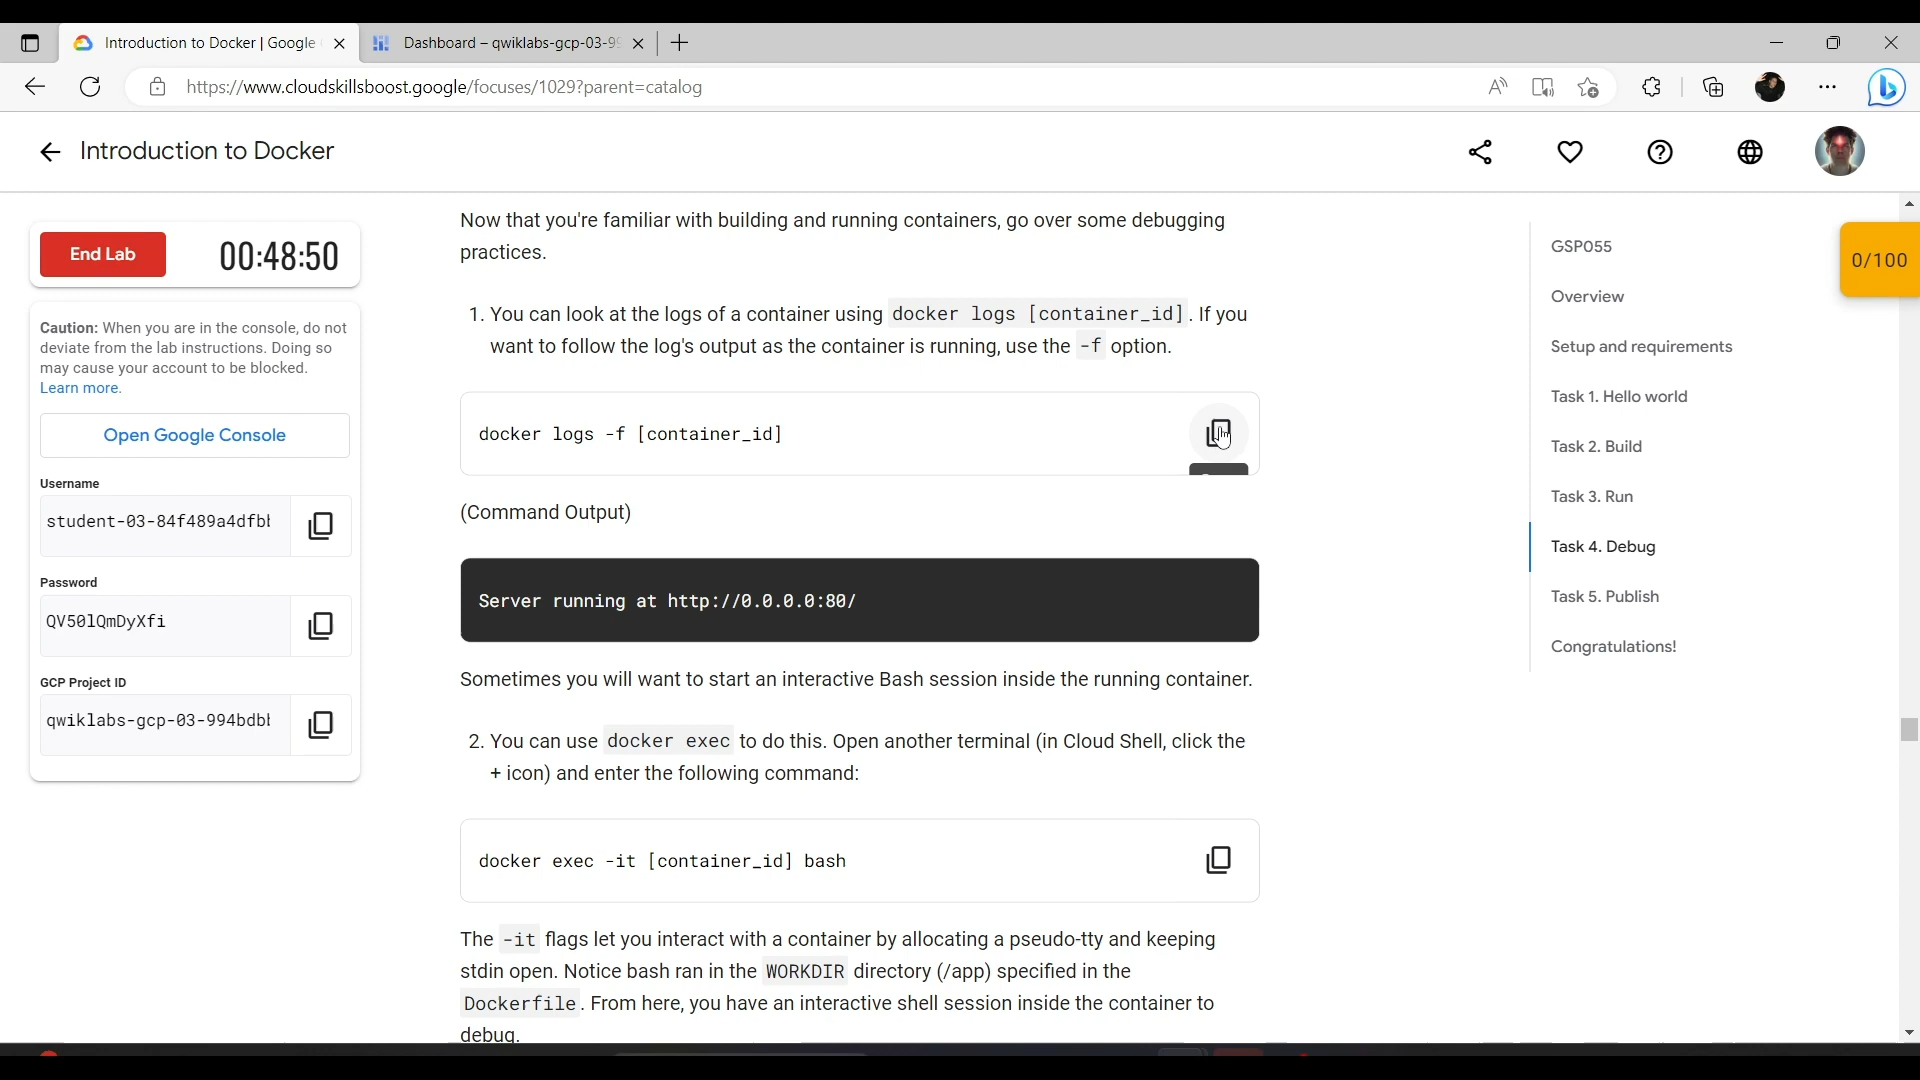 Introduction to Docker | Google
Dashboard – qwiklabs-gcp-03-99
https://www.cloudskillsboost.google/focuses/1029?parent=catalog
Introduction to Docker
End Lab
00:48:50
Caution: When you are in the console, do not
deviate from the lab instructions. Doing so
may cause your account to be blocked.
Learn more.
Open Google Console
Username
student-03-84f489a4dfbb
Password
QV50lQmDyXfi
GCP Project ID
qwiklabs-gcp-03-994bdbb
Now that you're familiar with building and running containers, go over some debugging
practices.
1. You can look at the logs of a container using docker logs [container_id]. If you
want to follow the log's output as the container is running, use the -f option.
docker logs -f [container_id]
(Command Output)
Server running at http://0.0.0.0:80/
Sometimes you will want to start an interactive Bash session inside the running container.
2. You can use docker exec to do this. Open another terminal (in Cloud Shell, click the
+ icon) and enter the following command:
docker exec -it [container_id] bash
The -it flags let you interact with a container by allocating a pseudo-tty and keeping
stdin open. Notice bash ran in the WORKDIR directory (/app) specified in the
Dockerfile. From here, you have an interactive shell session inside the container to
debug.
GSP055
Overview
Setup and requirements
Task 1. Hello world
Task 2. Build
Task 3. Run
Task 4. Debug
Task 5. Publish
Congratulations!
0/100